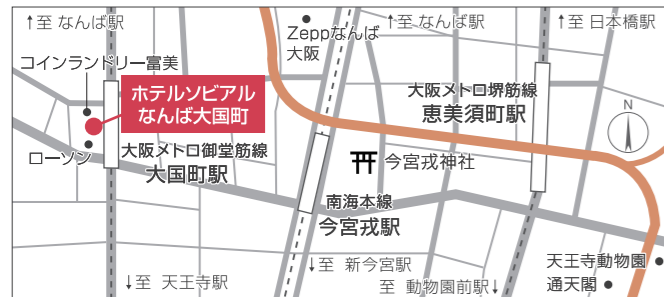 ↑至 なんば駅
↑至 なんば駅
↑至 日本橋駅
Zeppなんば
大阪
コインランドリー富美
ホテルソビアル
なんば大国町
ローソン
大阪メトロ御堂筋線
大国町駅
大阪メトロ堺筋線
恵美須町駅
N
今宮戎神社
南海本線
今宮戎駅
↓至 天王寺駅
↓至 新今宮駅
至 動物園前駅↓
天王寺動物園
通天閣